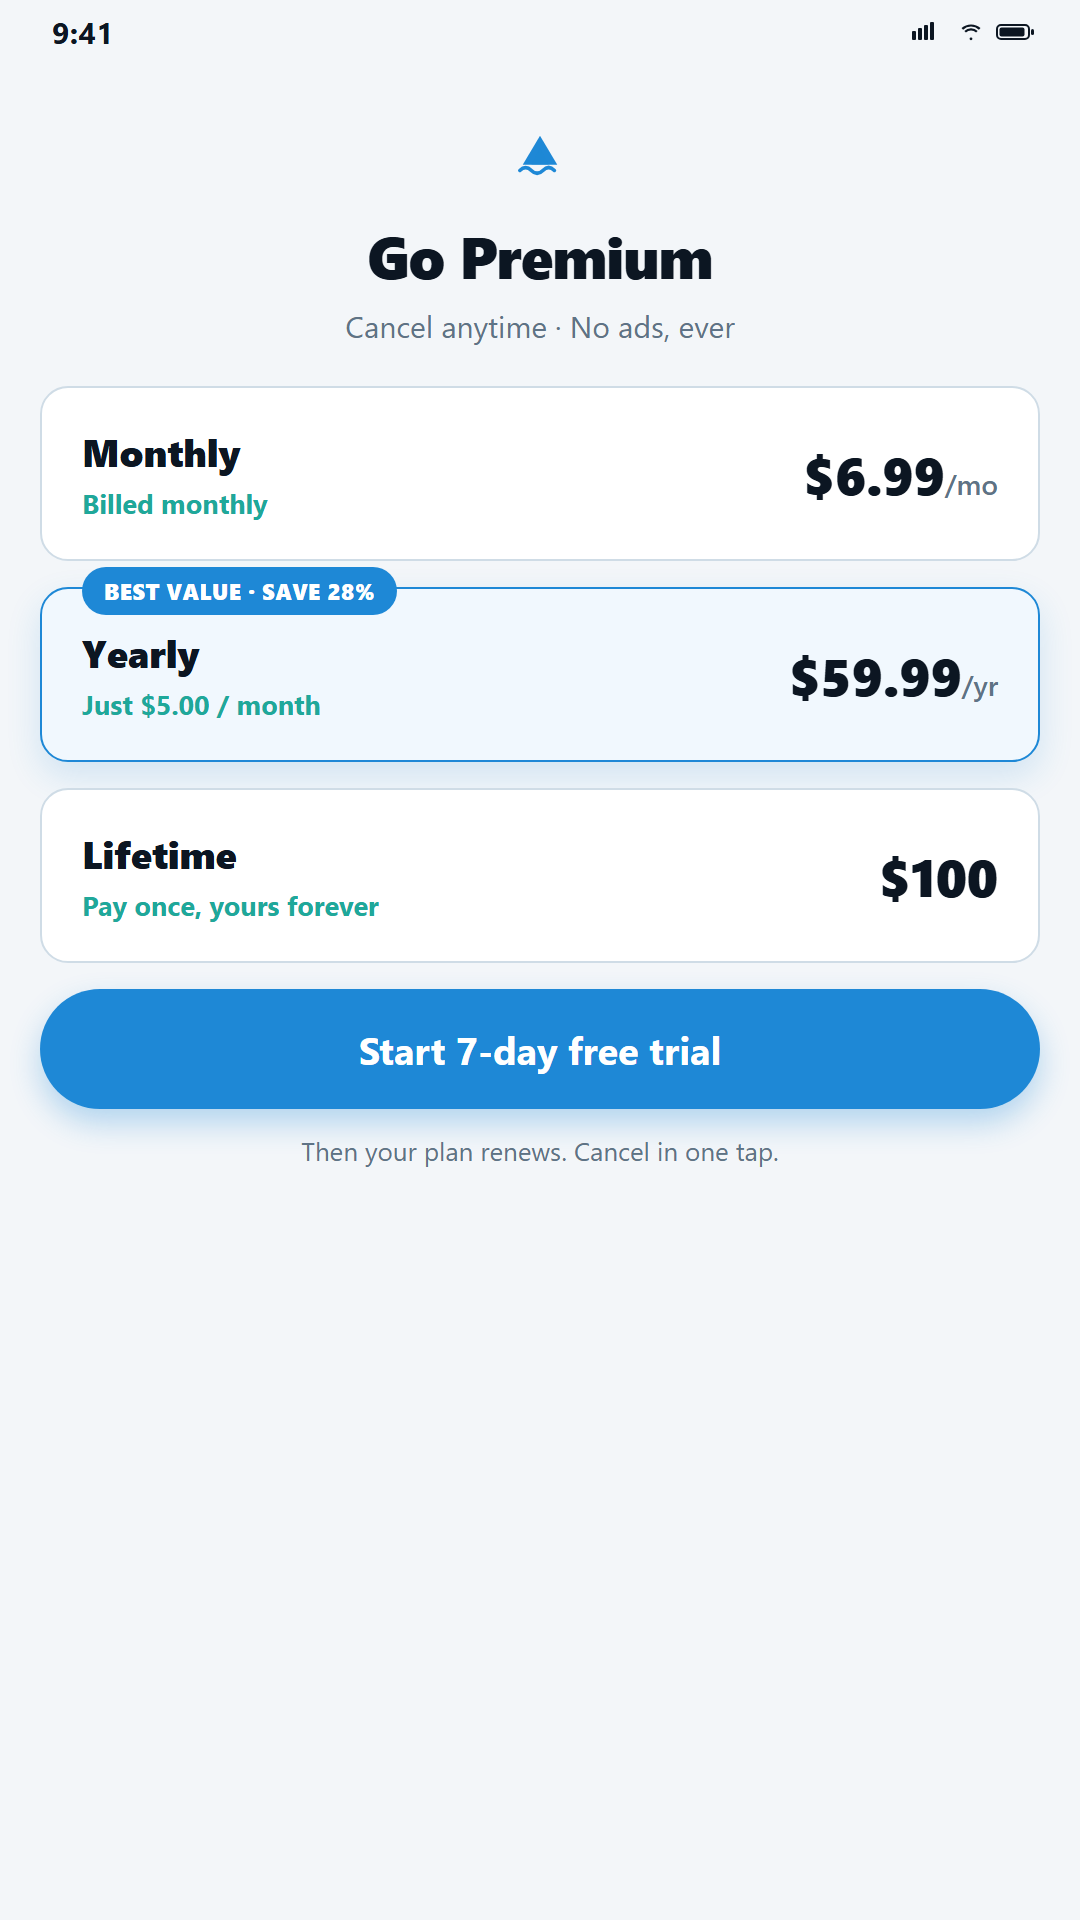 9:41
Go Premium
Cancel anytime · No ads, ever
Monthly
Billed monthly
$6.99/mo
BEST VALUE · SAVE 28%
Yearly
Just $5.00 / month
$59.99/yr
Lifetime
Pay once, yours forever
$100
Start 7-day free trial
Then your plan renews. Cancel in one tap.